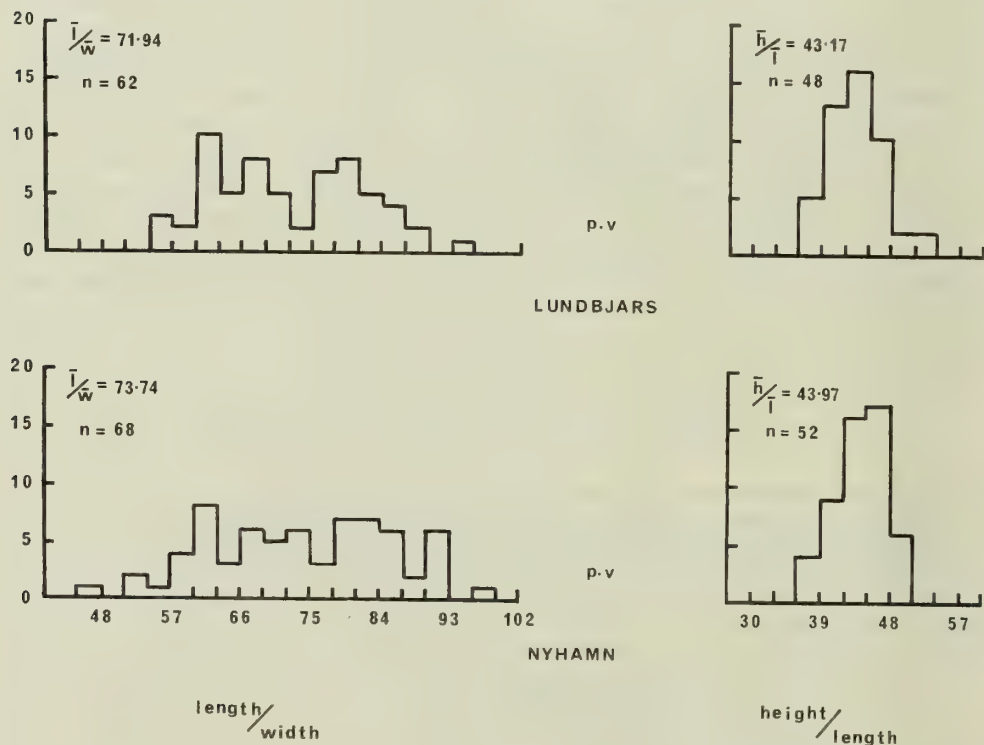 20
15
10
5
0
l̄/w̄ = 71·94
n = 62
h̄/l̄ = 43·17
n = 48
p.v
LUNDBJARS
20
15
10
5
0
l̄/w̄ = 73·74
n = 68
h̄/l̄ = 43·97
n = 52
p.v
48 57 66 75 84 93 102
30 39 48 57
NYHAMN
length/width
height/length